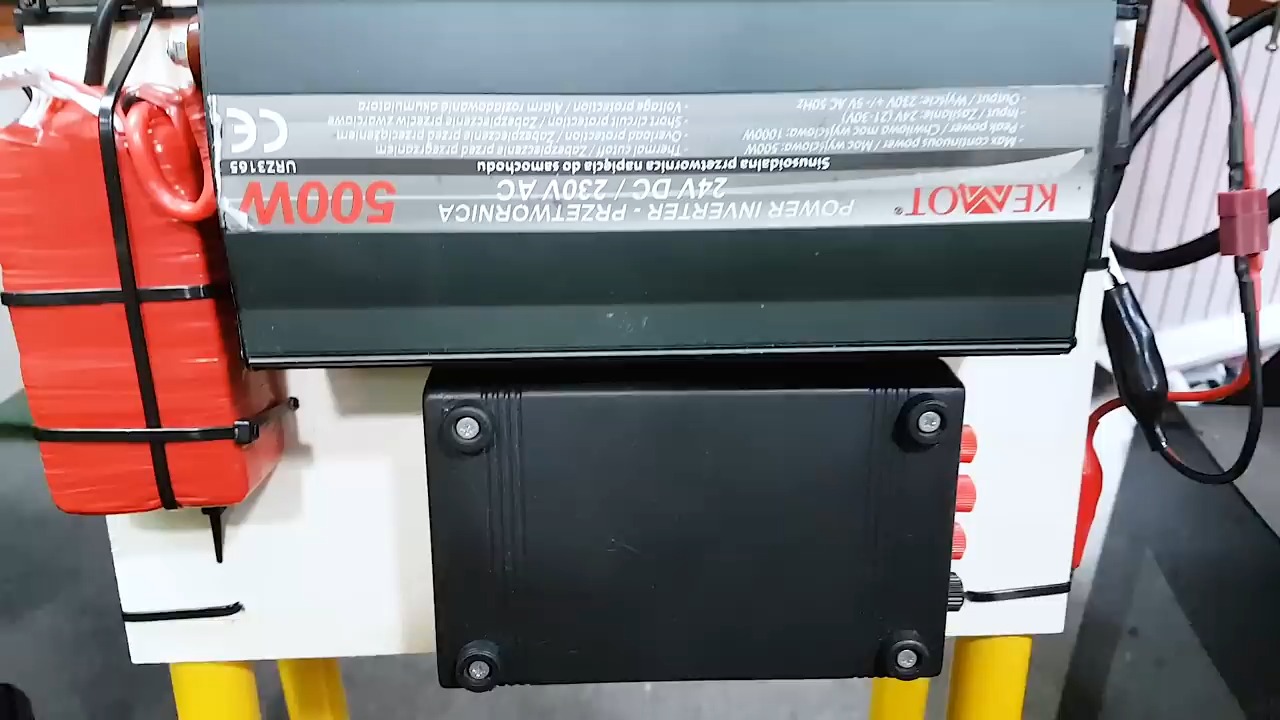 KEMOT®
POWER INVERTER - PRZETWORNICA
24V DC / 230V AC
500W
Sinusoidalna przetwornica napięcia do samochodu
URZ3165
- Max continuous power / Moc wyjściowa: 500W
- Peak power / Chwilowa moc wyjściowa: 1000W
- Input / Zasilanie: 24V (21-30V)
- Output / Wyjście: 230V +/- 5V AC 50Hz
- Thermal cutoff / Zabezpieczenie przed przegrzaniem
- Overload protection / Zabezpieczenie przed przeciążeniem
- Short circuit protection / Zabezpieczenie przeciw zwarciowe
- Voltage protection / Alarm rozładowania akumulatora
CE